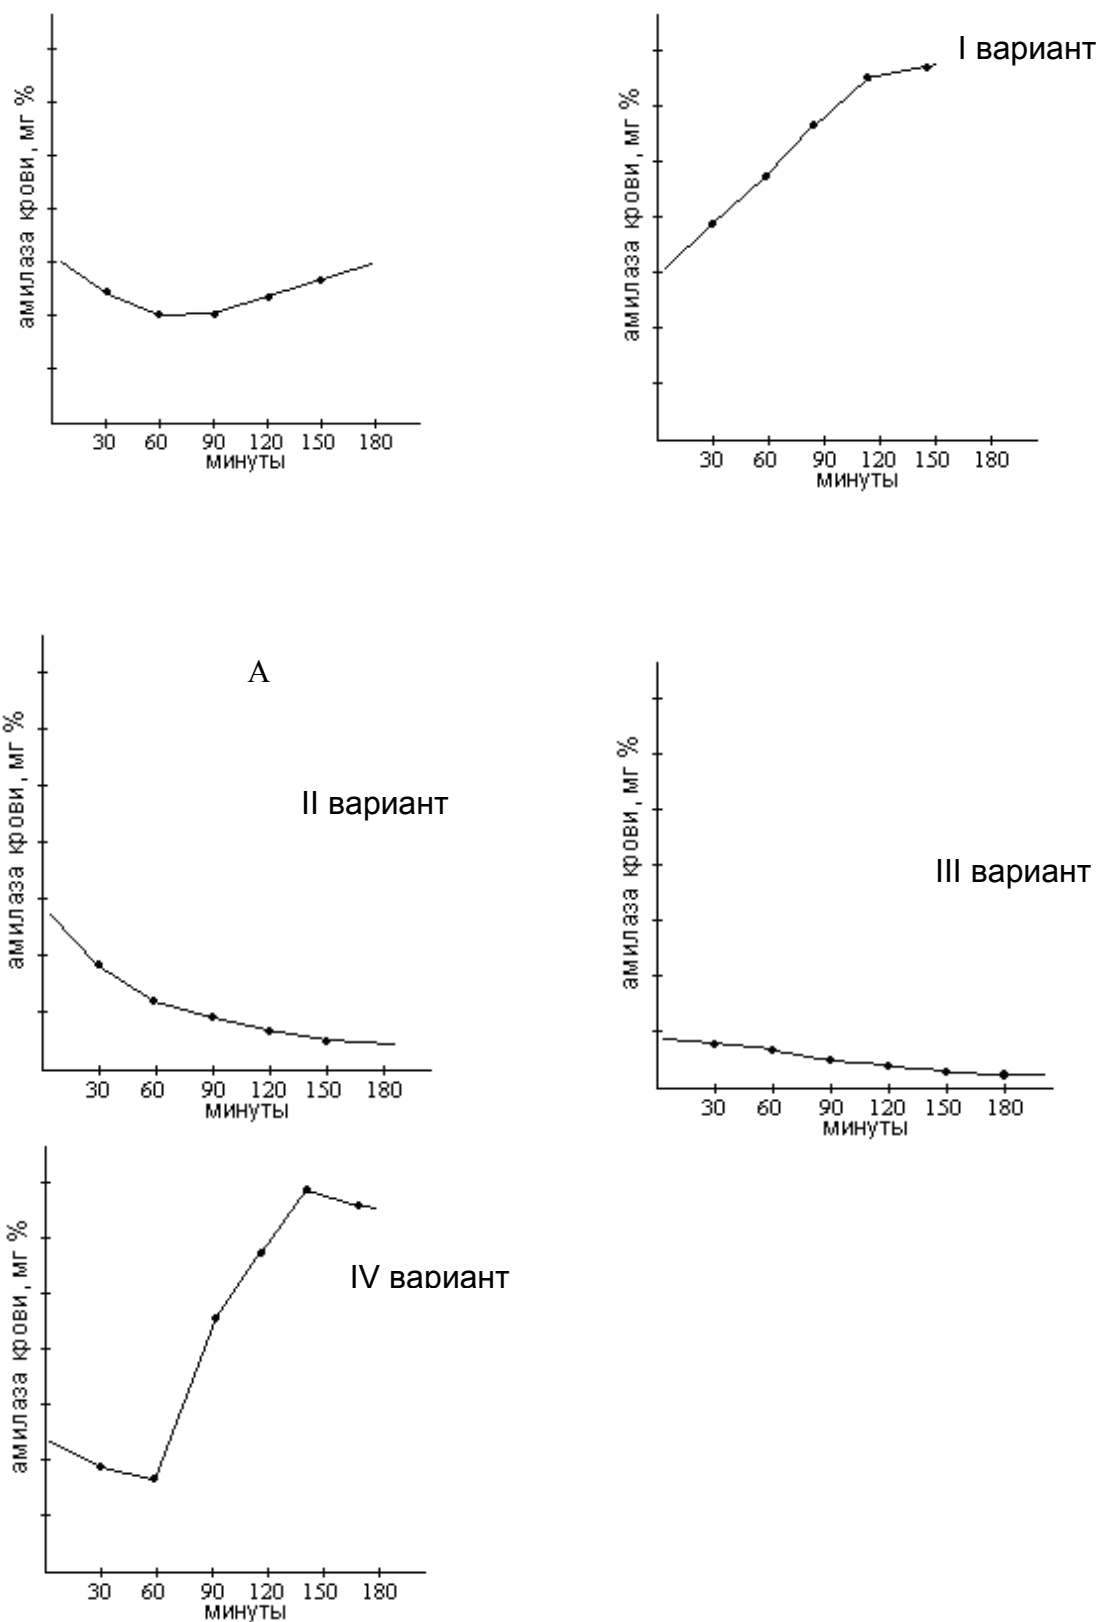 амилаза крови, мг %
30 60 90 120 150 180
минуты
I вариант
амилаза крови, мг %
30 60 90 120 150 180
минуты
A
амилаза крови, мг %
II вариант
30 60 90 120 150 180
минуты
амилаза крови, мг %
III вариант
30 60 90 120 150 180
минуты
амилаза крови, мг %
IV вариант
30 60 90 120 150 180
минуты